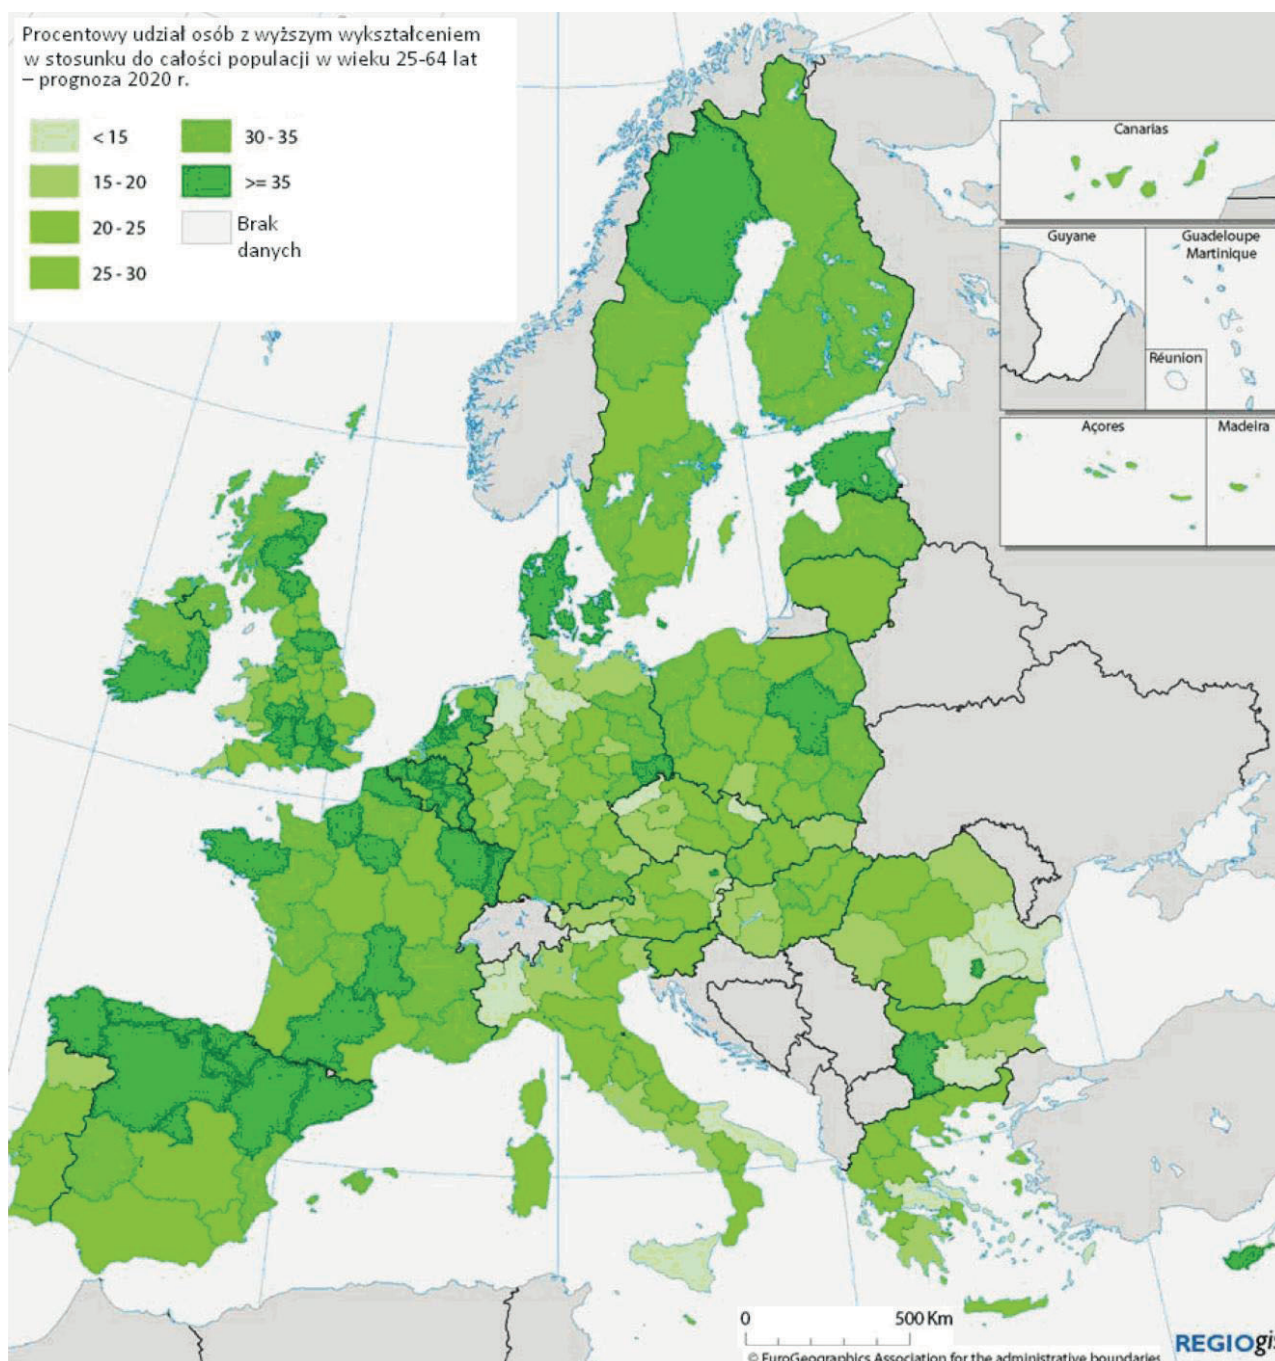 Procentowy udział osób z wyższym wykształceniem
w stosunku do całości populacji w wieku 25-64 lat
– prognoza 2020 r.
< 15
15 - 20
20 - 25
25 - 30
30 - 35
>= 35
Brak
danych
Canarias
Guyane
Guadeloupe
Martinique
Réunion
Açores
Madeira
0
500 Km
© EuroGeographics Association for the administrative boundaries
REGIOgis